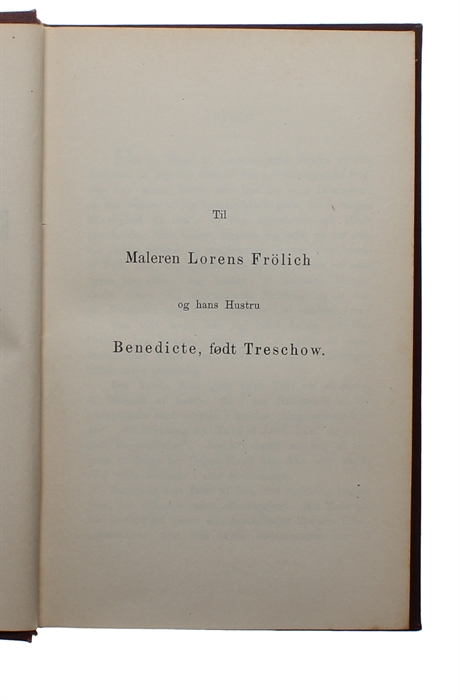 Til
Maleren Lorens Frölich
og hans Hustru
Benedicte, født Treschow.